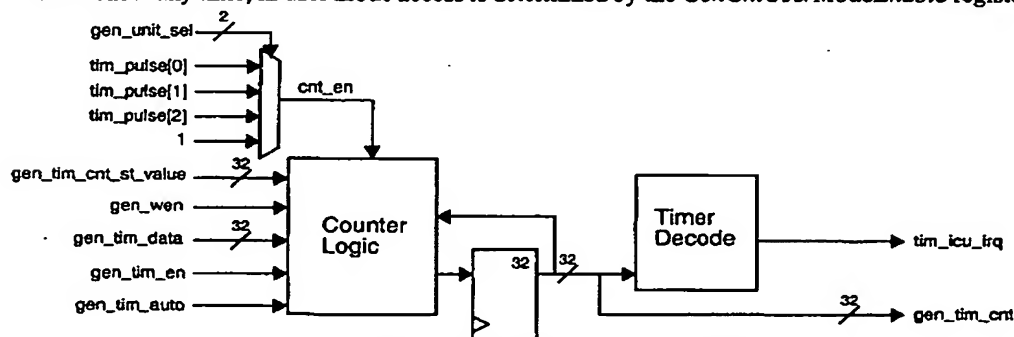 gen_unit_sel 2
tim_pulse[0]
tim_pulse[1]
cnt_en
tim_pulse[2]
1
gen_tim_cnt_st_value 32
gen_wen
gen_tim_data 32
gen_tim_en
gen_tim_auto
Counter
Logic
32
32
Timer
Decode
tim_icu_irq
32
gen_tim_cnt